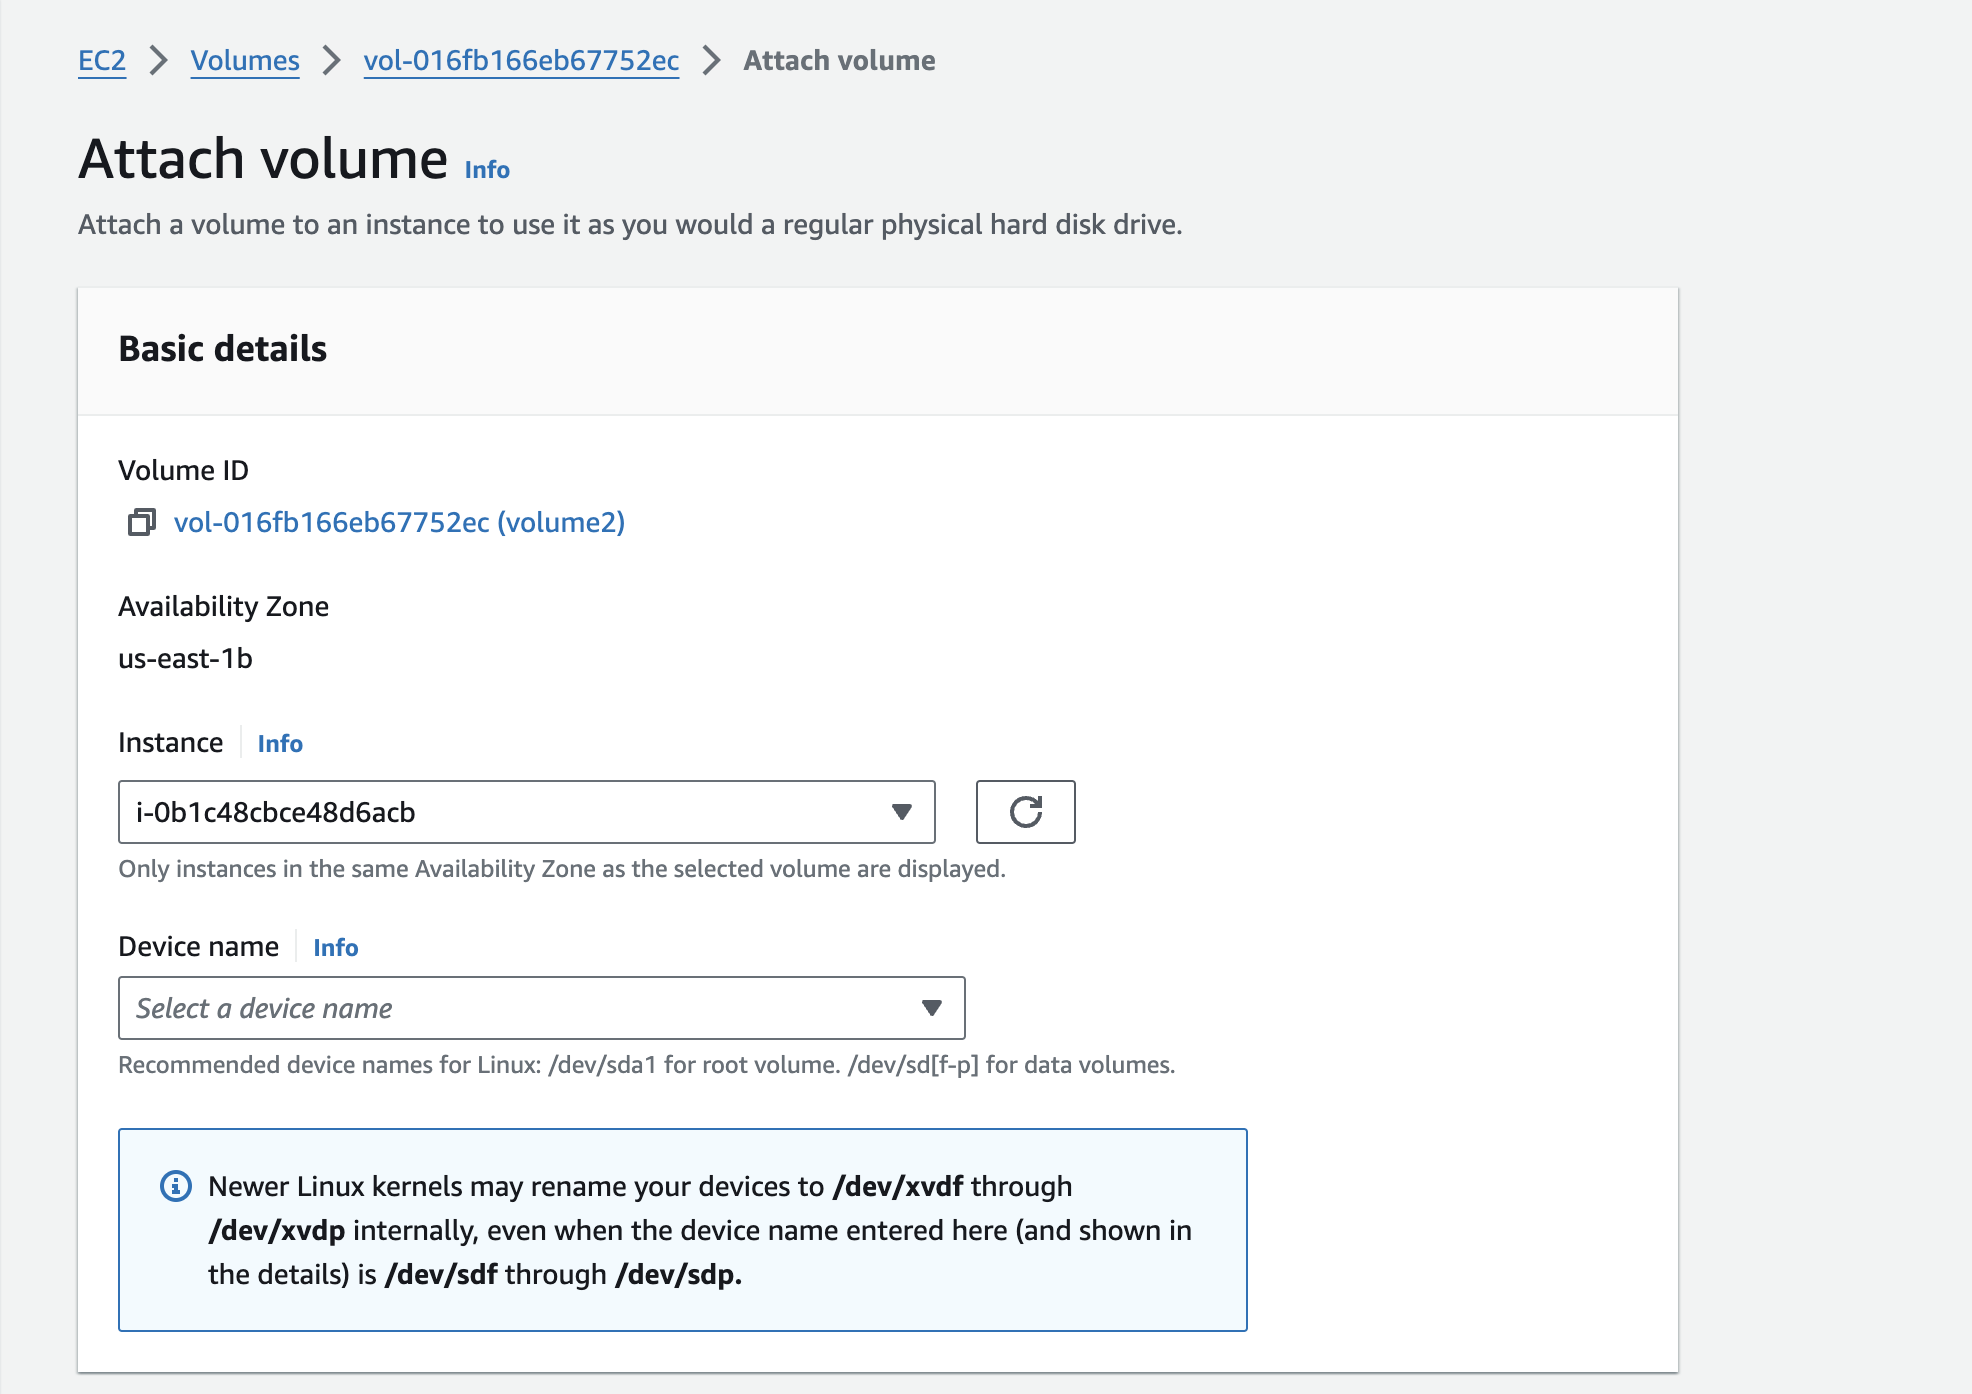 EC2 > Volumes > vol-016fb166eb67752ec > Attach volume
Attach volume Info
Attach a volume to an instance to use it as you would a regular physical hard disk drive.
Basic details
Volume ID
vol-016fb166eb67752ec (volume2)
Availability Zone
us-east-1b
Instance Info
i-0b1c48cbce48d6acb
Only instances in the same Availability Zone as the selected volume are displayed.
Device name Info
Select a device name
Recommended device names for Linux: /dev/sda1 for root volume. /dev/sd[f-p] for data volumes.
Newer Linux kernels may rename your devices to /dev/xvdf through
/dev/xvdp internally, even when the device name entered here (and shown in
the details) is /dev/sdf through /dev/sdp.